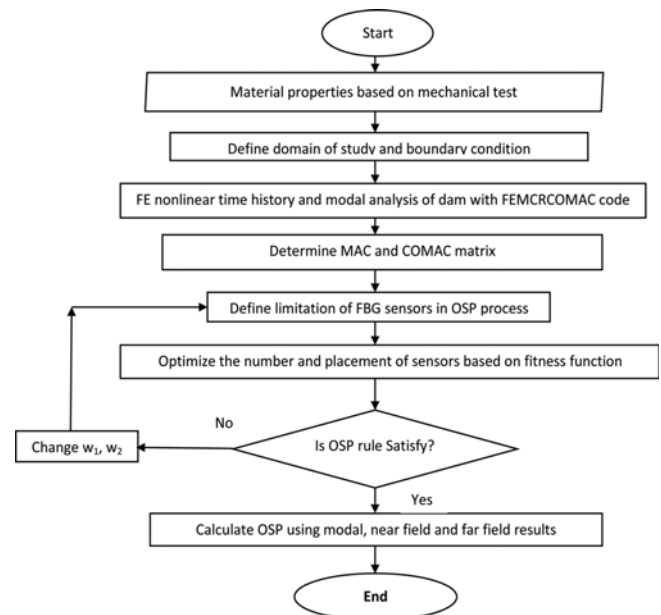 Start
Material properties based on mechanical test
Define domain of study and boundary condition
FE nonlinear time history and modal analysis of dam with FEMCRCOMAC code
Determine MAC and COMAC matrix
Define limitation of FBG sensors in OSP process
Optimize the number and placement of sensors based on fitness function
No
Change w₁, w₂
Is OSP rule Satisfy?
Yes
Calculate OSP using modal, near field and far field results
End